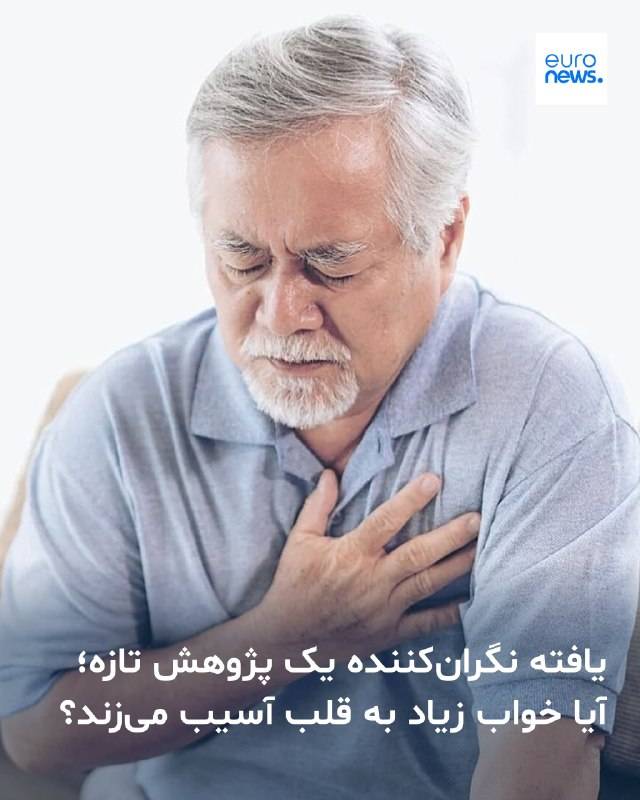 euro
news.
یافته نگران‌کننده یک پژوهش تازه؛
آیا خواب زیاد به قلب آسیب می‌زند؟